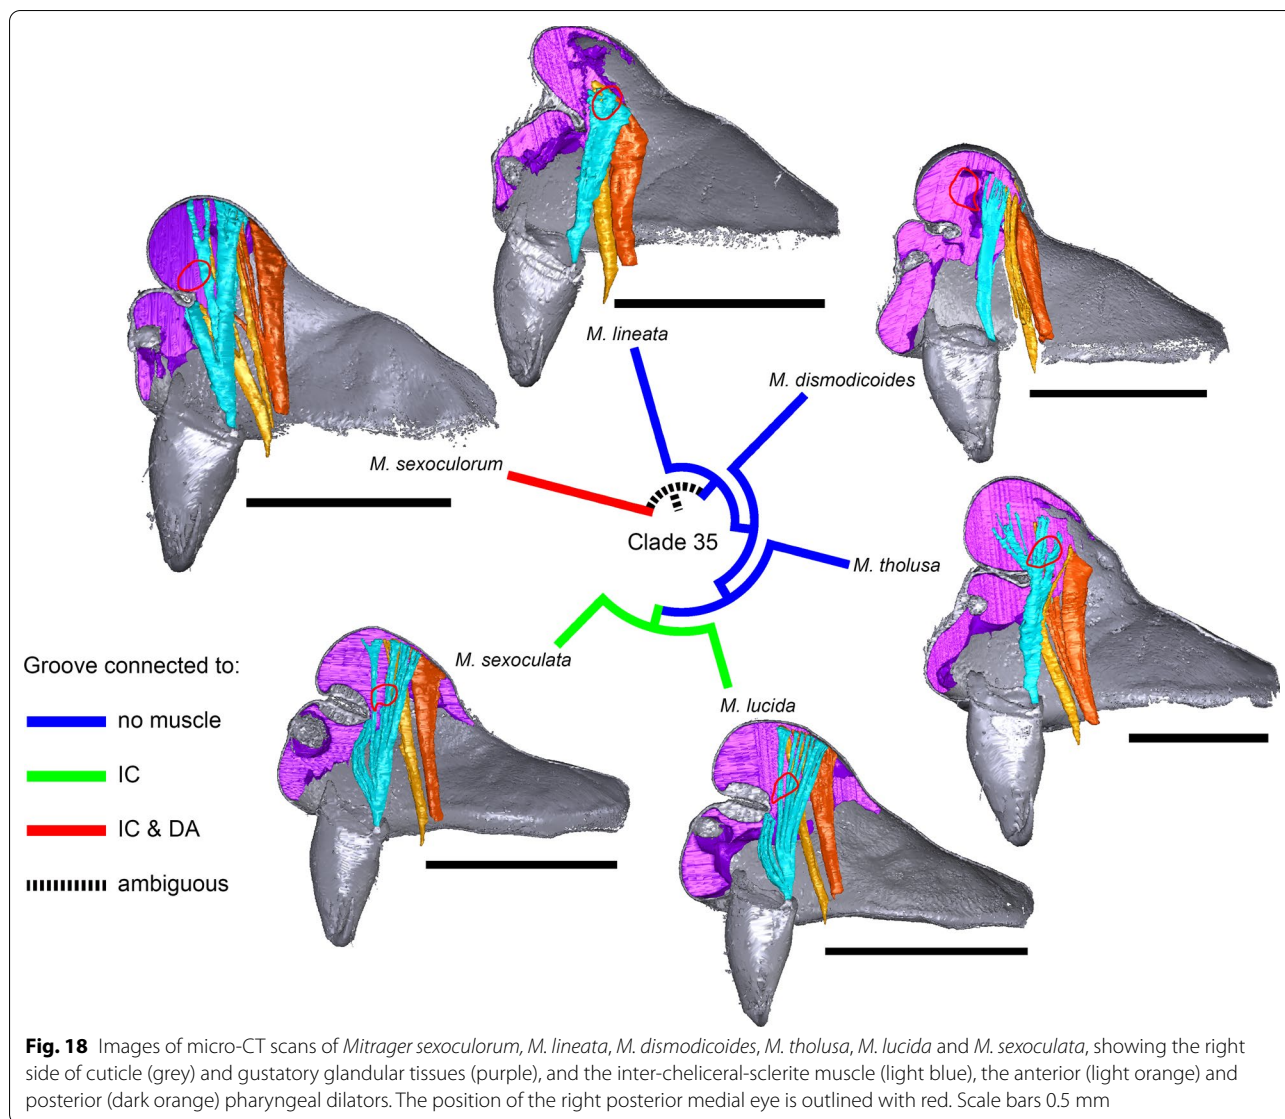 M. lineata
M. dismodicoides
M. sexoculorum
Clade 35
M. tholusa
M. sexoculata
M. lucida
Groove connected to:
no muscle
IC
IC & DA
ambiguous
Fig. 18 Images of micro-CT scans of Mitrager sexoculorum, M. lineata, M. dismodicoides, M. tholusa, M. lucida and M. sexoculata, showing the right
side of cuticle (grey) and gustatory glandular tissues (purple), and the inter-cheliceral-sclerite muscle (light blue), the anterior (light orange) and
posterior (dark orange) pharyngeal dilators. The position of the right posterior medial eye is outlined with red. Scale bars 0.5 mm